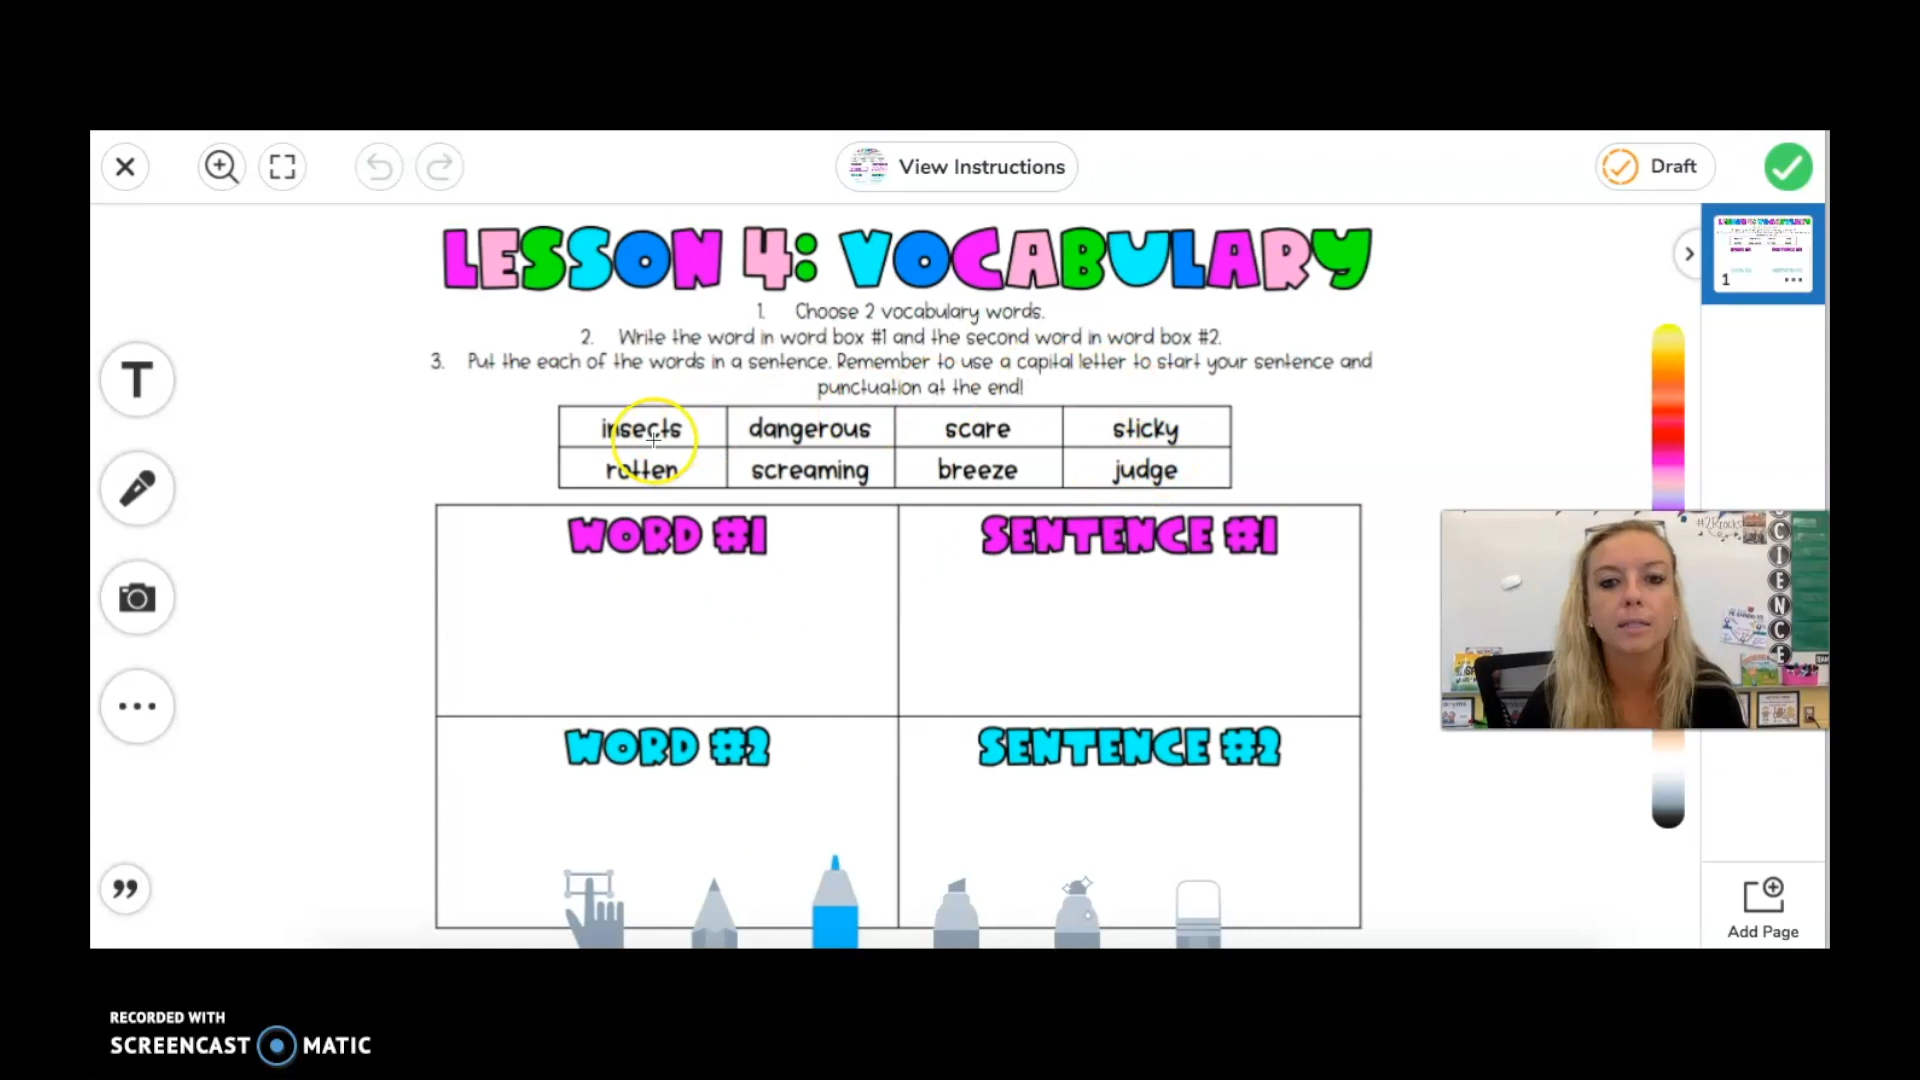 View Instructions
Draft
LESSON 4: VOCABULARY
1. Choose 2 vocabulary words.
2. Write the word in word box #1 and the second word in word box #2.
3. Put the each of the words in a sentence. Remember to use a capital letter to start your sentence and
punctuation at the end!
insects dangerous scare sticky
rotten screaming breeze judge
WORD #1 SENTENCE #1
WORD #2 SENTENCE #2
T
1
Add Page
CIENCE
RECORDED WITH
SCREENCAST MATIC